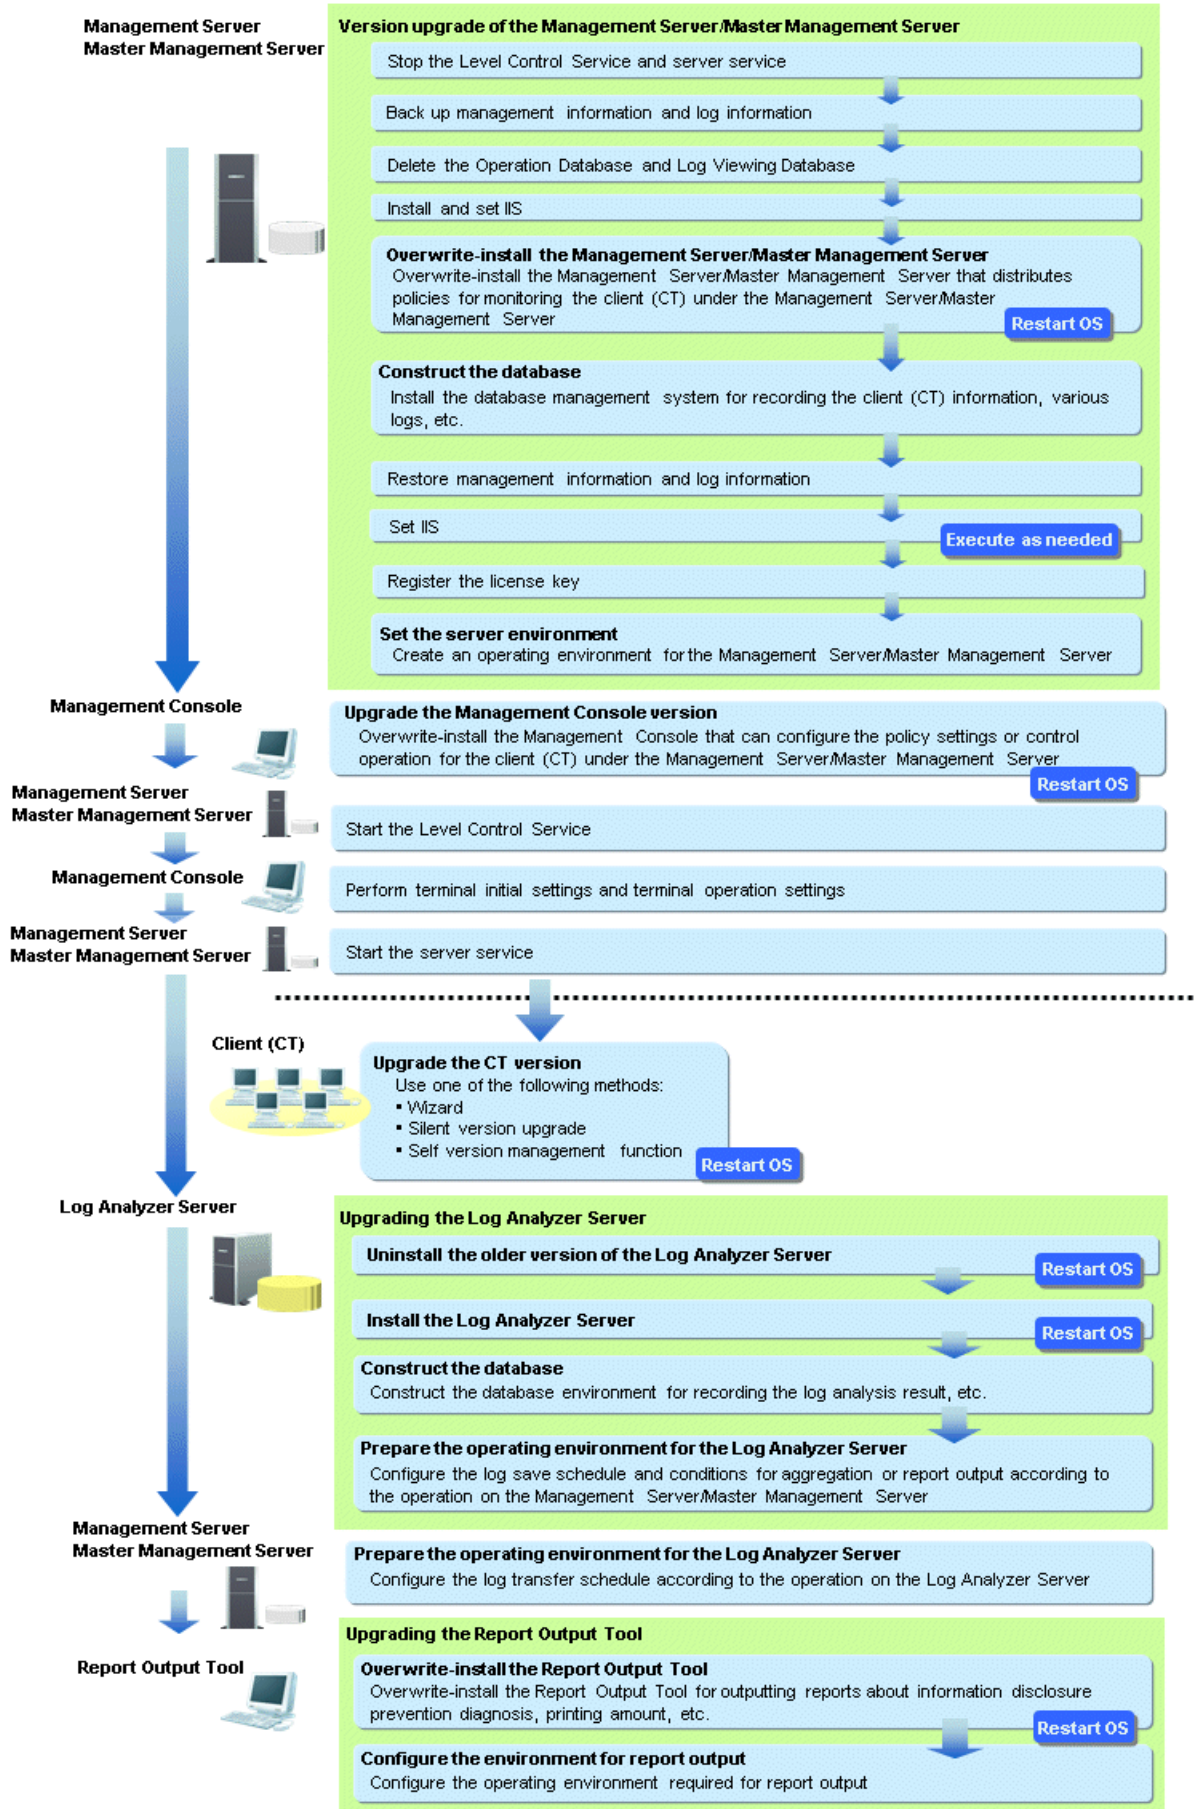 Management Server
Master Management Server
Version upgrade of the Management Server/Master Management Server
Stop the Level Control Service and server service
Back up management information and log information
Delete the Operation Database and Log Viewing Database
Install and set IIS
Overwrite-install the Management Server/Master Management Server
Overwrite-install the Management Server/Master Management Server that distributes
policies for monitoring the client (CT) under the Management Server/Master
Management Server
Restart OS
Construct the database
Install the database management system for recording the client (CT) information, various
logs, etc.
Restore management information and log information
Set IIS
Execute as needed
Register the license key
Set the server environment
Create an operating environment for the Management Server/Master Management Server
Management Console
Upgrade the Management Console version
Overwrite-install the Management Console that can configure the policy settings or control
operation for the client (CT) under the Management Server/Master Management Server
Restart OS
Management Server
Master Management Server
Start the Level Control Service
Management Console
Perform terminal initial settings and terminal operation settings
Management Server
Master Management Server
Start the server service
Client (CT)
Upgrade the CT version
Use one of the following methods:
▪ Wizard
▪ Silent version upgrade
▪ Self version management function
Restart OS
Log Analyzer Server
Upgrading the Log Analyzer Server
Uninstall the older version of the Log Analyzer Server
Restart OS
Install the Log Analyzer Server
Restart OS
Construct the database
Construct the database environment for recording the log analysis result, etc.
Prepare the operating environment for the Log Analyzer Server
Configure the log save schedule and conditions for aggregation or report output according to
the operation on the Management Server/Master Management Server
Management Server
Master Management Server
Prepare the operating environment for the Log Analyzer Server
Configure the log transfer schedule according to the operation on the Log Analyzer Server
Upgrading the Report Output Tool
Report Output Tool
Overwrite-install the Report Output Tool
Overwrite-install the Report Output Tool for outputting reports about information disclosure
prevention diagnosis, printing amount, etc.
Restart OS
Configure the environment for report output
Configure the operating environment required for report output